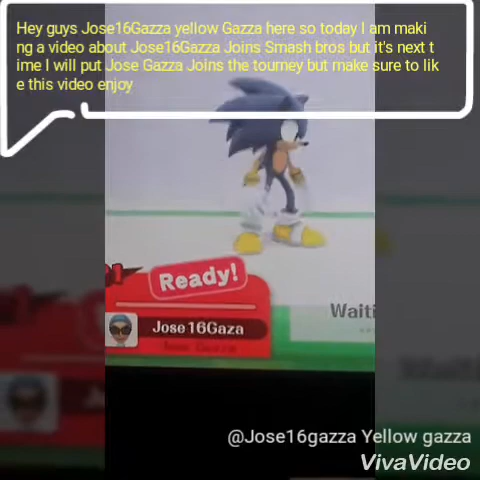 Hey guys Jose16Gazza yellow Gazza here so today I am maki
ng a video about Jose16Gazza Joins Smash bros but it's next t
ime I will put Jose Gazza Joins the tourney but make sure to lik
e this video enjoy
Ready!
Waiti
Jose16Gaza
@Jose16gazza Yellow gazza
VivaVideo